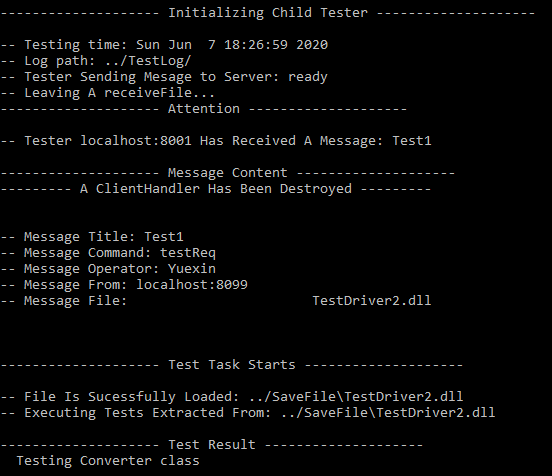 -------------------- Initializing Child Tester --------------------
-- Testing time: Sun Jun  7 18:26:59 2020
-- Log path: ../TestLog/
-- Tester Sending Mesage to Server: ready
-- Leaving A receiveFile...
-------------------- Attention --------------------
-- Tester localhost:8001 Has Received A Message: Test1
-------------------- Message Content --------------------
--------- A ClientHandler Has Been Destroyed ---------
-- Message Title: Test1
-- Message Command: testReq
-- Message Operator: Yuexin
-- Message From: localhost:8099
-- Message File:                       TestDriver2.dll
-------------------- Test Task Starts --------------------
-- File Is Sucessfully Loaded: ../SaveFile\TestDriver2.dll
-- Executing Tests Extracted From: ../SaveFile\TestDriver2.dll
-------------------- Test Result --------------------
  Testing Converter class